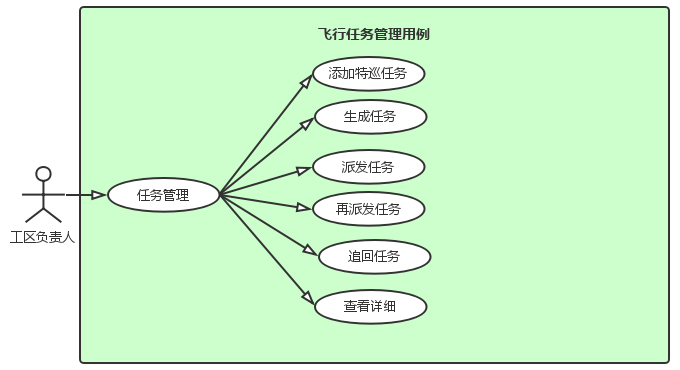 飞行任务管理用例
添加特巡任务
生成任务
派发任务
任务管理
再派发任务
工区负责人
追回任务
查看详细